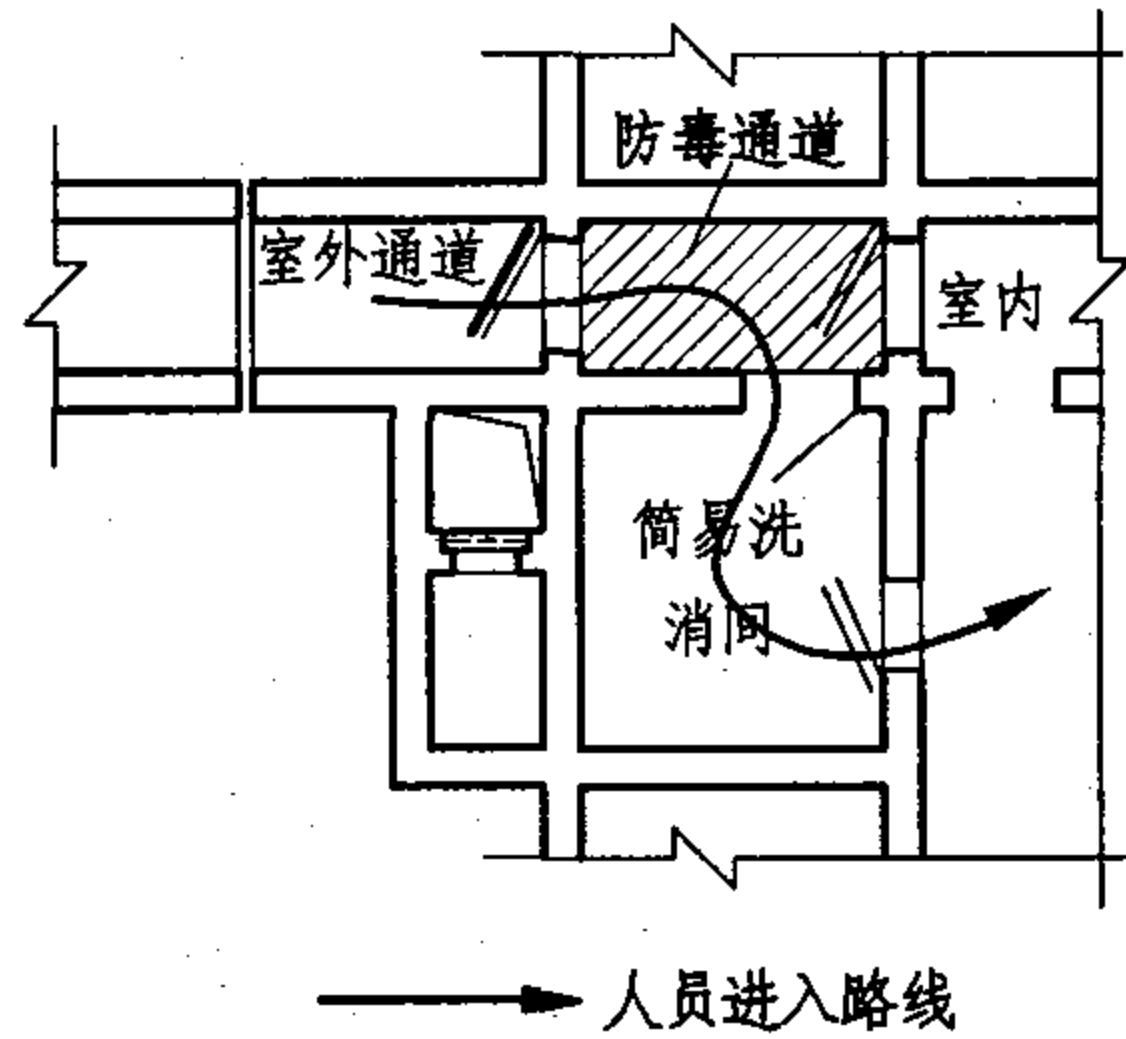 防毒通道
室外通道
室内
简易洗
消间
人员进入路线